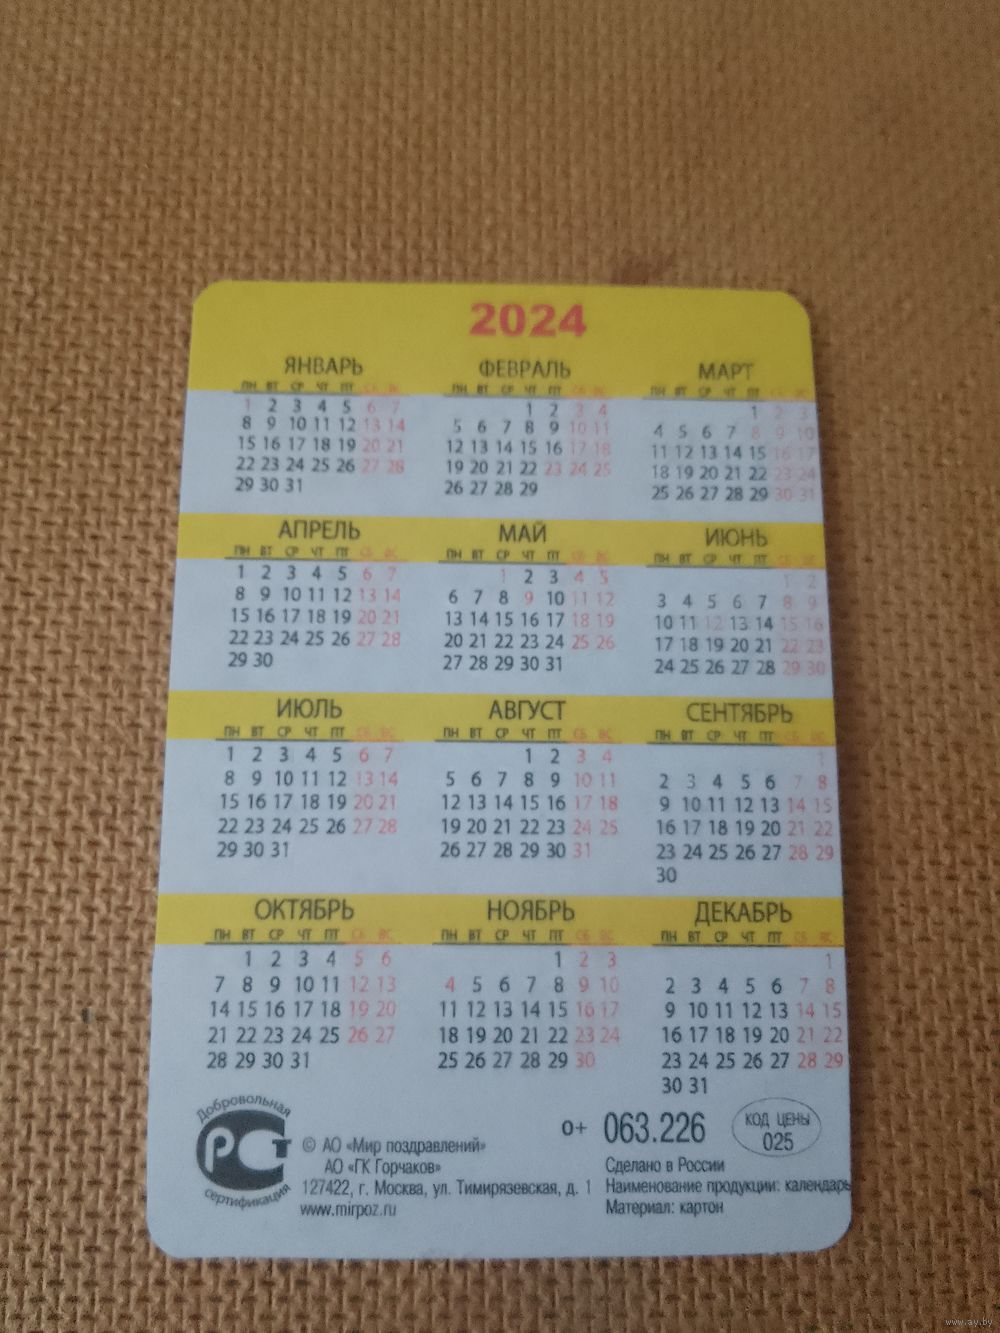 2024
ЯНВАРЬ
ПН ВТ СР ЧТ ПТ СБ ВС
1 2 3 4 5 6 7
8 9 10 11 12 13 14
15 16 17 18 19 20 21
22 23 24 25 26 27 28
29 30 31
ФЕВРАЛЬ
ПН ВТ СР ЧТ ПТ СБ ВС
1 2 3 4
5 6 7 8 9 10 11
12 13 14 15 16 17 18
19 20 21 22 23 24 25
26 27 28 29
МАРТ
ПН ВТ СР ЧТ ПТ СБ ВС
1 2 3
4 5 6 7 8 9 10
11 12 13 14 15 16 17
18 19 20 21 22 23 24
25 26 27 28 29 30 31
АПРЕЛЬ
ПН ВТ СР ЧТ ПТ СБ ВС
1 2 3 4 5 6 7
8 9 10 11 12 13 14
15 16 17 18 19 20 21
22 23 24 25 26 27 28
29 30
МАЙ
ПН ВТ СР ЧТ ПТ СБ ВС
1 2 3 4 5
6 7 8 9 10 11 12
13 14 15 16 17 18 19
20 21 22 23 24 25 26
27 28 29 30 31
ИЮНЬ
ПН ВТ СР ЧТ ПТ СБ ВС
1 2
3 4 5 6 7 8 9
10 11 12 13 14 15 16
17 18 19 20 21 22 23
24 25 26 27 28 29 30
ИЮЛЬ
ПН ВТ СР ЧТ ПТ СБ ВС
1 2 3 4 5 6 7
8 9 10 11 12 13 14
15 16 17 18 19 20 21
22 23 24 25 26 27 28
29 30 31
АВГУСТ
ПН ВТ СР ЧТ ПТ СБ ВС
1 2 3 4
5 6 7 8 9 10 11
12 13 14 15 16 17 18
19 20 21 22 23 24 25
26 27 28 29 30 31
СЕНТЯБРЬ
ПН ВТ СР ЧТ ПТ СБ ВС
1
2 3 4 5 6 7 8
9 10 11 12 13 14 15
16 17 18 19 20 21 22
23 24 25 26 27 28 29
30
ОКТЯБРЬ
ПН ВТ СР ЧТ ПТ СБ ВС
1 2 3 4 5 6
7 8 9 10 11 12 13
14 15 16 17 18 19 20
21 22 23 24 25 26 27
28 29 30 31
НОЯБРЬ
ПН ВТ СР ЧТ ПТ СБ ВС
1 2 3
4 5 6 7 8 9 10
11 12 13 14 15 16 17
18 19 20 21 22 23 24
25 26 27 28 29 30
ДЕКАБРЬ
ПН ВТ СР ЧТ ПТ СБ ВС
1
2 3 4 5 6 7 8
9 10 11 12 13 14 15
16 17 18 19 20 21 22
23 24 25 26 27 28 29
30 31
Добровольная
РСТ
сертификация
© АО «Мир поздравлений»
АО «ГК Горчаков»
127422, г. Москва, ул. Тимирязевская, д. 1
www.mirpoz.ru
0+ 063.226
КОД ЦЕНЫ
025
Сделано в России
Наименование продукции: календарь
Материал: картон
www.ay.by